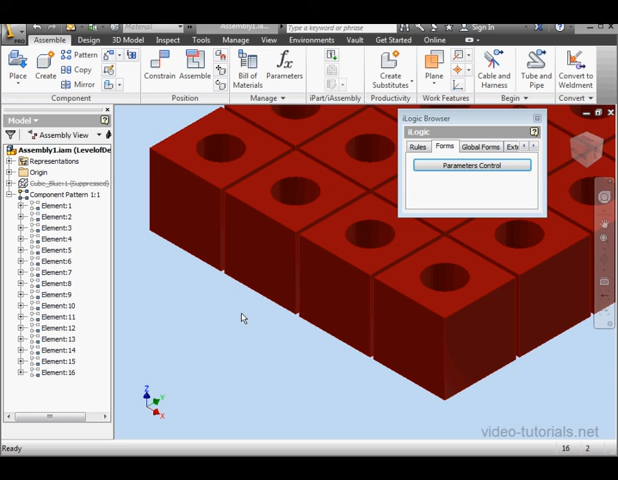 Material
Assembly1.ia...
Type a keyword or phrase
Sign In
PRO
Assemble Design 3D Model Inspect Tools Manage View Environments Vault Get Started Online
Place
Create
Pattern
Copy
Mirror
Constrain
Assemble
Bill of Materials
Parameters
Create Substitutes
Plane
Cable and Harness
Tube and Pipe
Convert to Weldment
Component Position Manage iPart/iAssembly Productivity Work Features Begin Convert
Model
Assembly View
Assembly1.iam (LevelofDe
Representations
Origin
Cube_Blue:1 (Suppressed)
Component Pattern 1:1
Element:1
Element:2
Element:3
Element:4
Element:5
Element:6
Element:7
Element:8
Element:9
Element:10
Element:11
Element:12
Element:13
Element:14
Element:15
Element:16
iLogic Browser
iLogic
Rules Forms Global Forms Exte
Parameters Control
Z
Y
X
video-tutorials.net
Ready
16 2